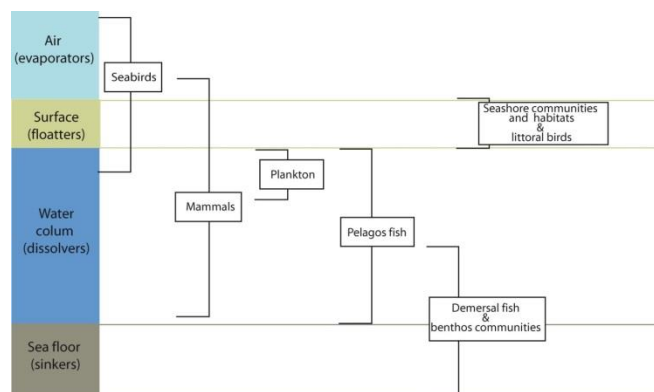 Air
(evaporators)
Seabirds
Surface
(floatters)
Seashore communities
and habitats
&
littoral birds
Plankton
Mammals
Water
colum
(dissolvers)
Pelagos fish
Demersal fish
&
benthos communities
Sea floor
(sinkers)